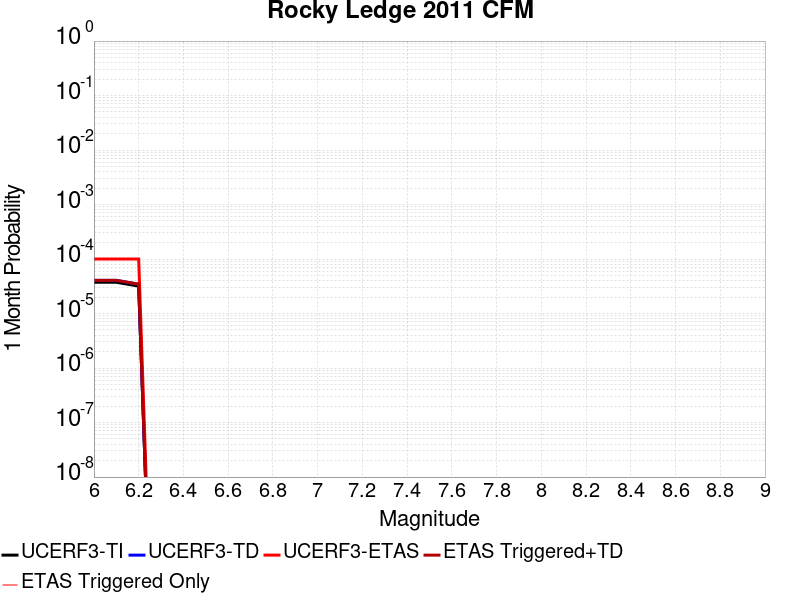 Rocky Ledge 2011 CFM
1 Month Probability
10^0
10^-1
10^-2
10^-3
10^-4
10^-5
10^-6
10^-7
10^-8
6 6.2 6.4 6.6 6.8 7 7.2 7.4 7.6 7.8 8 8.2 8.4 8.6 8.8 9
Magnitude
UCERF3-TI UCERF3-TD UCERF3-ETAS ETAS Triggered+TD
ETAS Triggered Only